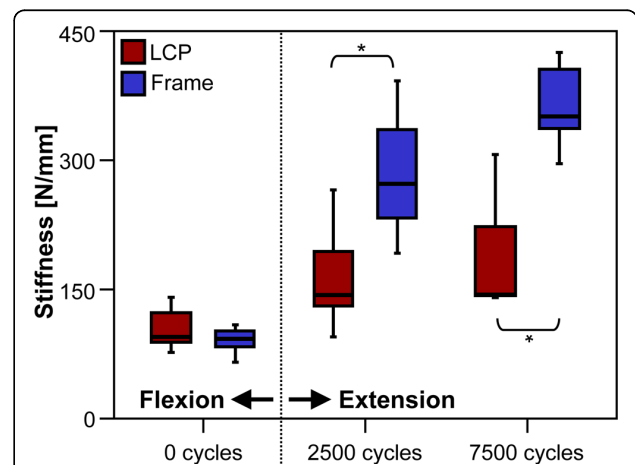 450
LCP
Frame
*
300
Stiffness [N/mm]
150
*
Flexion
Extension
0
0 cycles
2500 cycles
7500 cycles